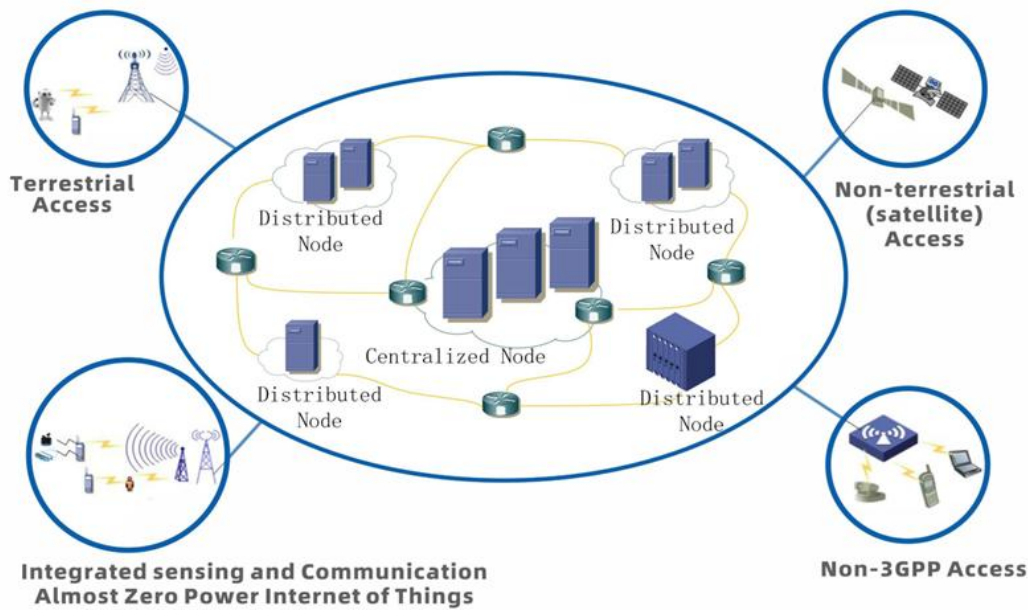 Terrestrial
Access
Non-terrestrial
(satellite)
Access
Distributed
Node
Distributed
Node
Centralized Node
Distributed
Node
Distributed
Node
Integrated sensing and Communication
Almost Zero Power Internet of Things
Non-3GPP Access